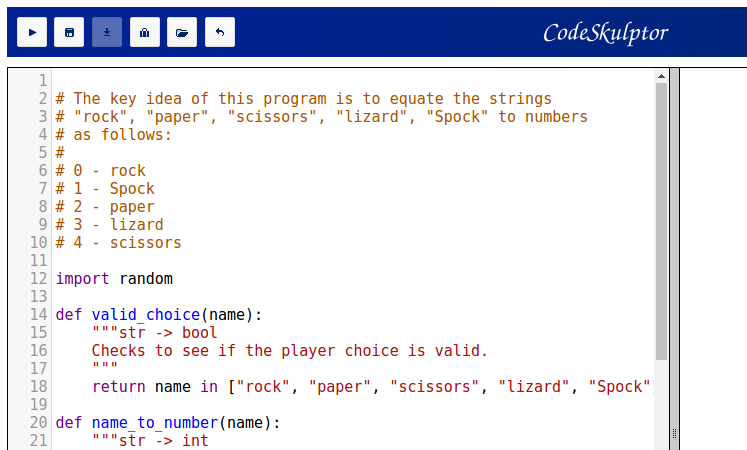 CodeSkulptor
1
2 # The key idea of this program is to equate the strings
3 # "rock", "paper", "scissors", "lizard", "Spock" to numbers
4 # as follows:
5 #
6 # 0 - rock
7 # 1 - Spock
8 # 2 - paper
9 # 3 - lizard
10 # 4 - scissors
11
12 import random
13
14 def valid_choice(name):
15     """str -> bool
16     Checks to see if the player choice is valid.
17     """
18     return name in ["rock", "paper", "scissors", "lizard", "Spock"
19
20 def name_to_number(name):
21     """str -> int